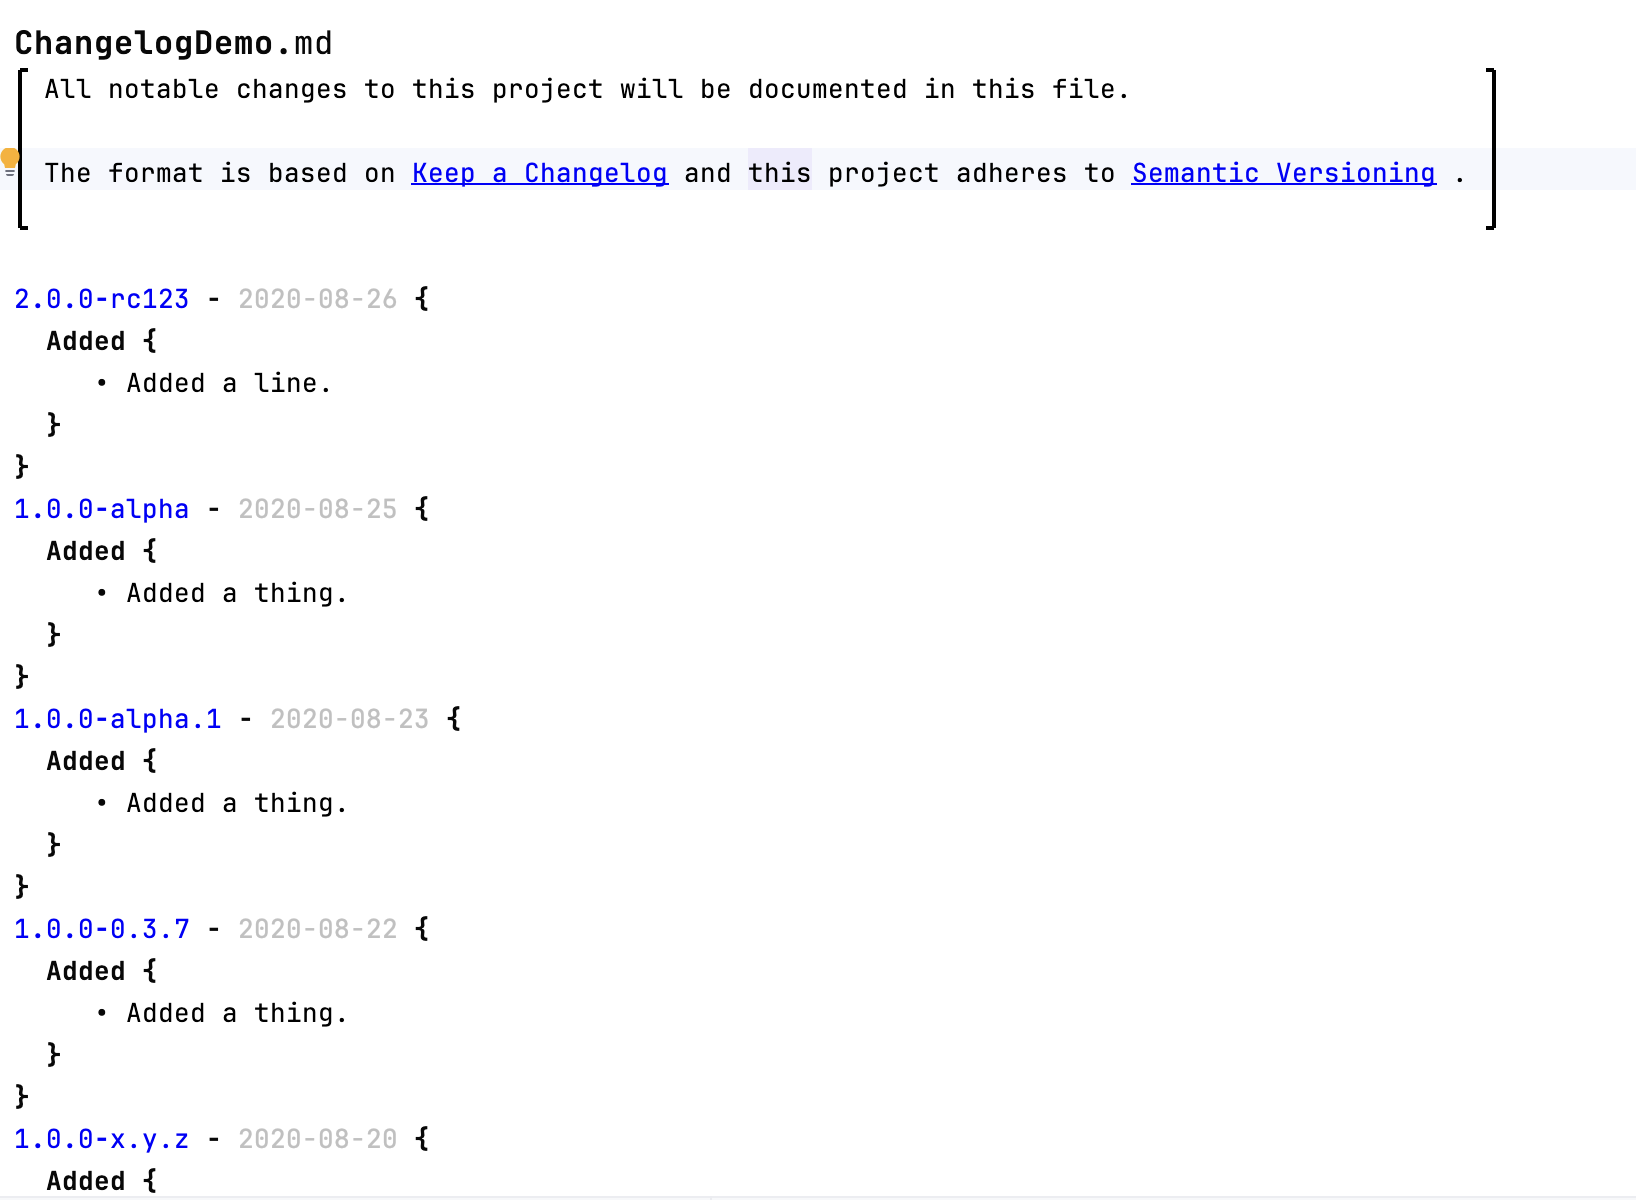 ChangelogDemo.md
All notable changes to this project will be documented in this file.
The format is based on Keep a Changelog and this project adheres to Semantic Versioning .
2.0.0-rc123 - 2020-08-26 {
Added {
• Added a line.
}
}
1.0.0-alpha - 2020-08-25 {
Added {
• Added a thing.
}
}
1.0.0-alpha.1 - 2020-08-23 {
Added {
• Added a thing.
}
}
1.0.0-0.3.7 - 2020-08-22 {
Added {
• Added a thing.
}
}
1.0.0-x.y.z - 2020-08-20 {
Added {